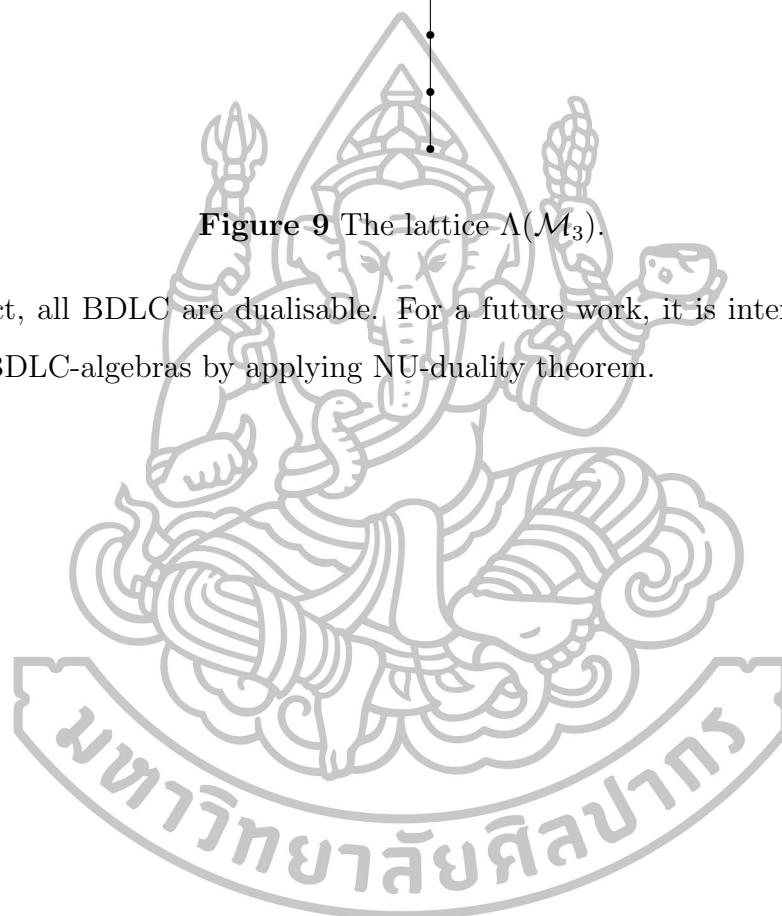 Figure 9 The lattice Λ(ℳ₃).
ct, all BDLC are dualisable. For a future work, it is inter
BDLC-algebras by applying NU-duality theorem.
มหาวิทยาลัยศิลปากร